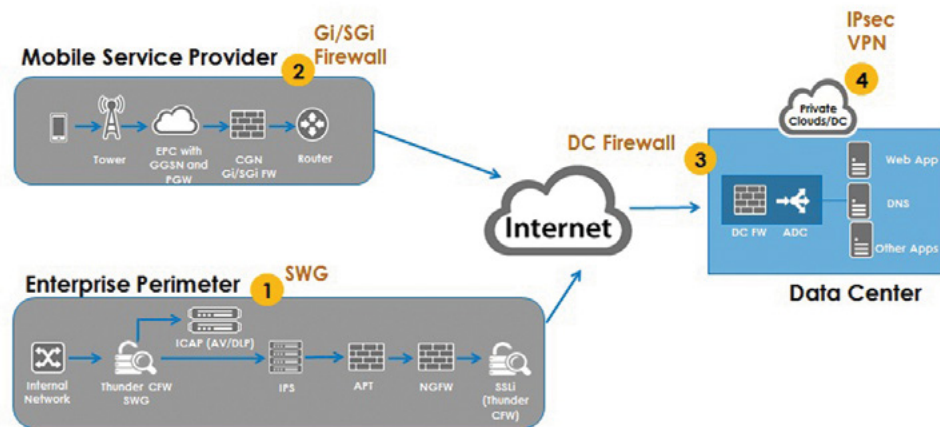 Mobile Service Provider
2
Gi/SGi
Firewall
Tower
EPC with
GGSN and
PGW
CGN
Gi/SGi FW
Router
IPsec
VPN
4
Private
Clouds/DC
DC Firewall
3
Web App
DNS
Other Apps
DC FW
ADC
Data Center
Internet
Enterprise Perimeter
1
SWG
ICAP (AV/DLP)
Internal
Network
Thunder CFW
SWG
IPS
APT
NGFW
SSLi
(Thunder
CFW)